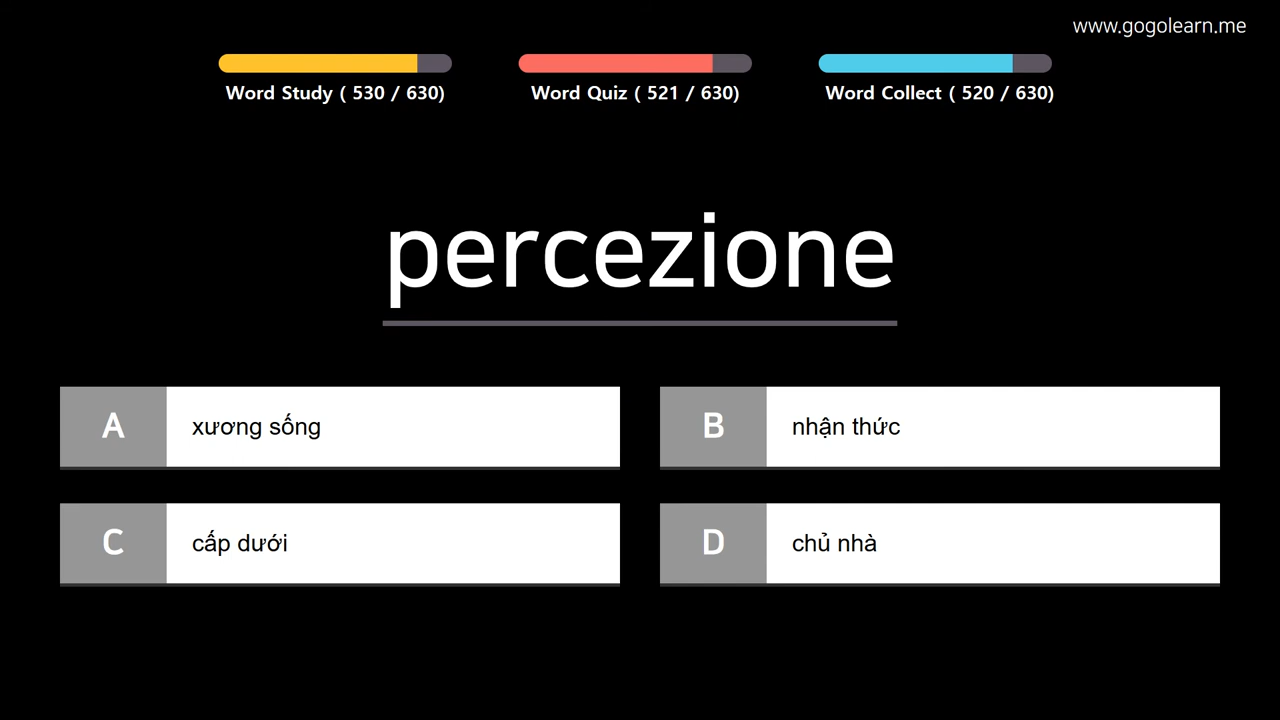 www.gogolearn.me
Word Study ( 530 / 630)
Word Quiz ( 521 / 630)
Word Collect ( 520 / 630)
percezione
A
xương sống
B
nhận thức
C
cấp dưới
D
chủ nhà